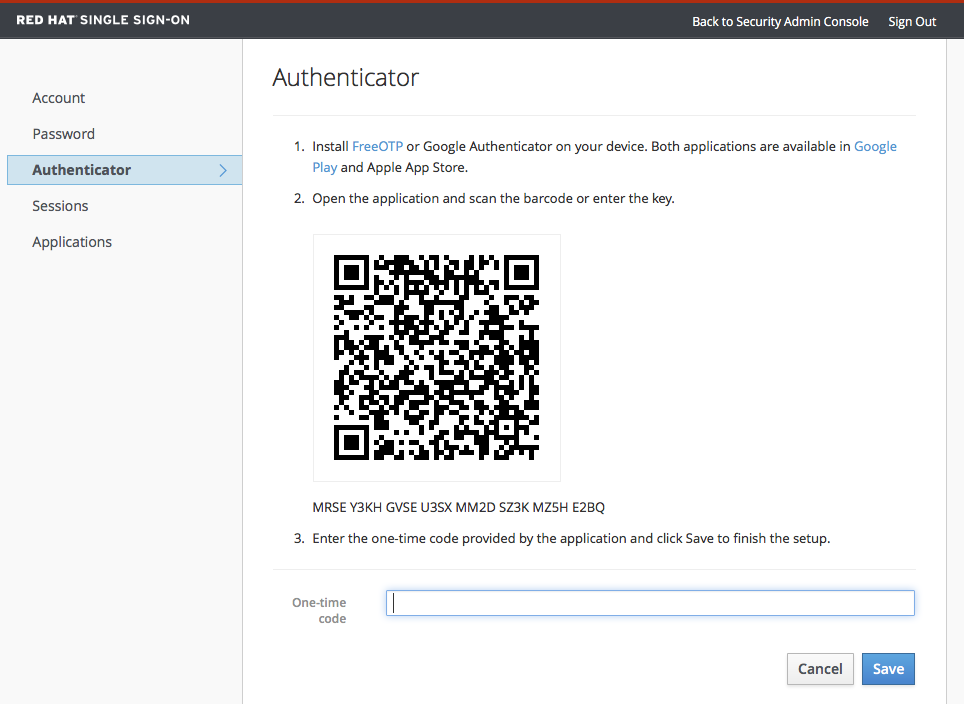 RED HAT SINGLE SIGN-ON
Back to Security Admin Console Sign Out
Account
Password
Authenticator
Sessions
Applications
Authenticator
1. Install FreeOTP or Google Authenticator on your device. Both applications are available in Google
Play and Apple App Store.
2. Open the application and scan the barcode or enter the key.
MRSE Y3KH GVSE U3SX MM2D SZ3K MZ5H E2BQ
3. Enter the one-time code provided by the application and click Save to finish the setup.
One-time
code
Cancel Save